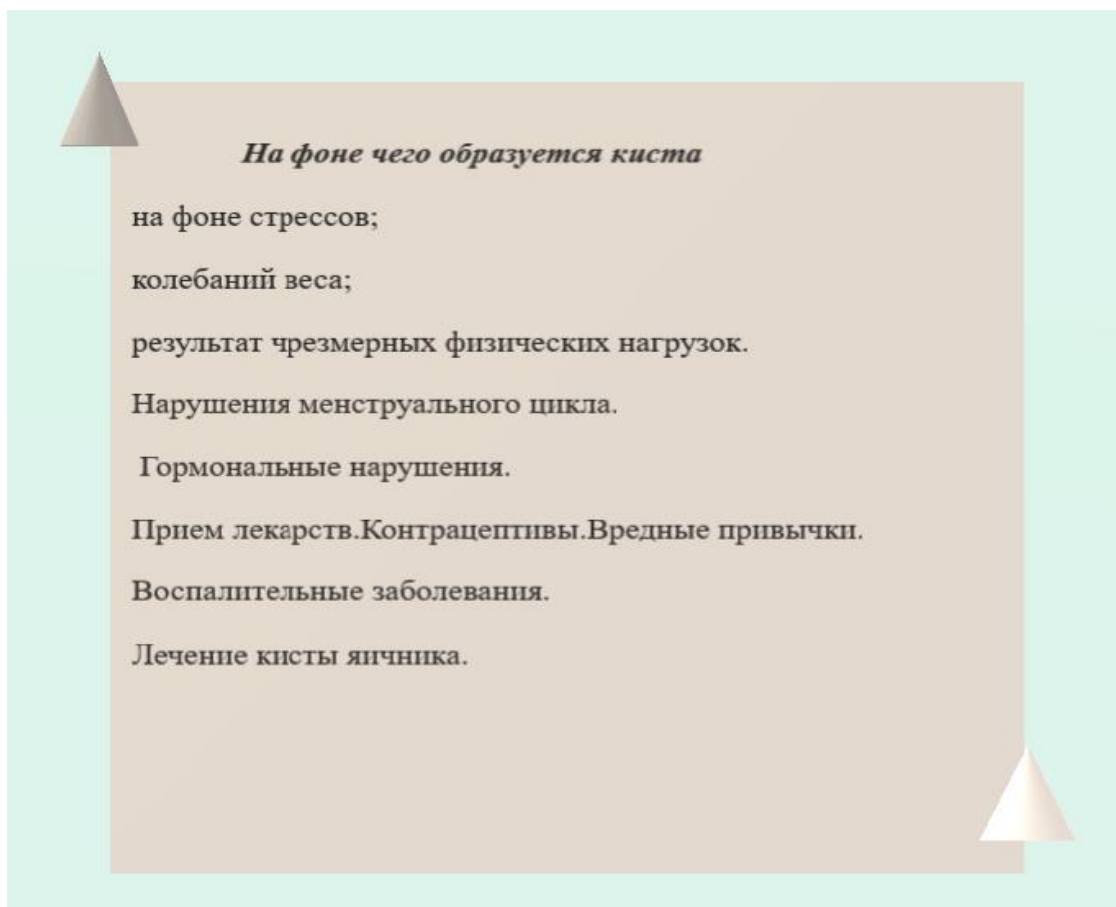 На фоне чего образуется киста
на фоне стрессов;
колебаний веса;
результат чрезмерных физических нагрузок.
Нарушения менструального цикла.
Гормональные нарушения.
Прием лекарств.Контрацептивы.Вредные привычки.
Воспалительные заболевания.
Лечение кисты яичника.